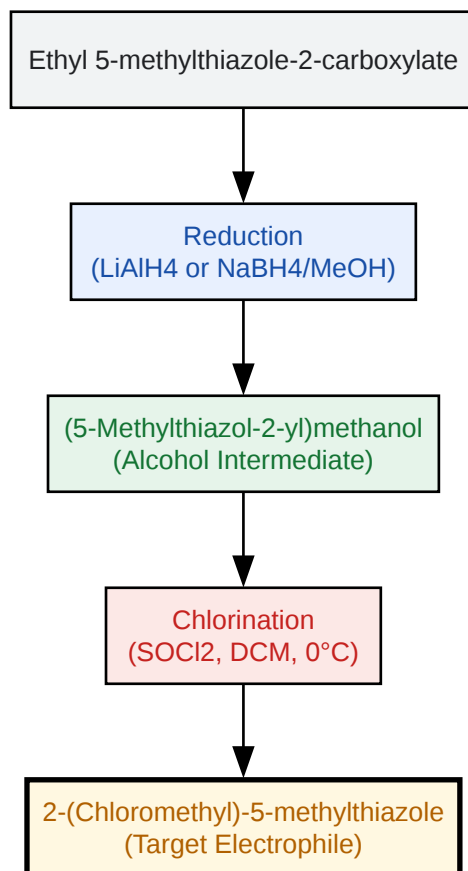 Ethyl 5-methylthiazole-2-carboxylate
Reduction
(LiAlH4 or NaBH4/MeOH)
(5-Methylthiazol-2-yl)methanol
(Alcohol Intermediate)
Chlorination
(SOCl2, DCM, 0°C)
2-(Chloromethyl)-5-methylthiazole
(Target Electrophile)